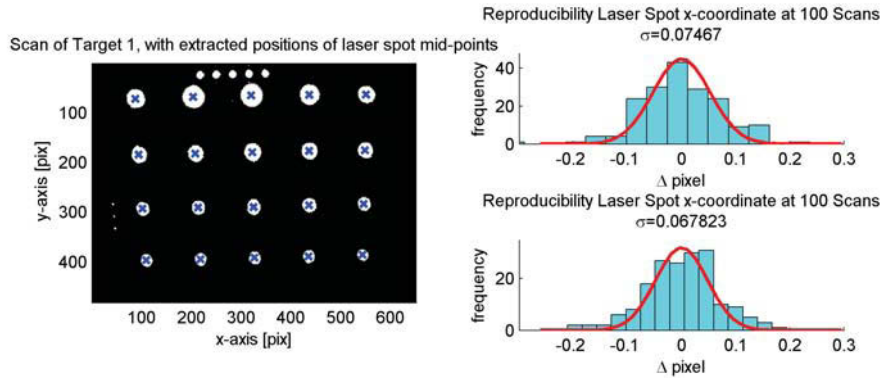 Scan of Target 1, with extracted positions of laser spot mid-points
y-axis [pix]
100
200
300
400
100 200 300 400 500 600
x-axis [pix]
Reproducibility Laser Spot x-coordinate at 100 Scans
σ=0.07467
frequency
40
20
0
-0.2 -0.1 0 0.1 0.2 0.3
Δ pixel
Reproducibility Laser Spot x-coordinate at 100 Scans
σ=0.067823
frequency
20
0
-0.2 -0.1 0 0.1 0.2 0.3
Δ pixel